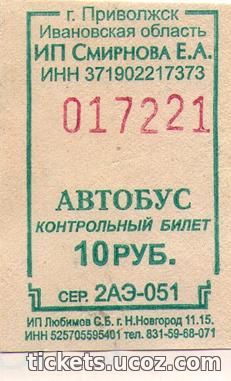 г. Приволжск
Ивановская область
ИП Смирнова Е.А.
ИНН 371902217373
017221
АВТОБУС
КОНТРОЛЬНЫЙ БИЛЕТ
10 РУБ.
СЕР. 2АЭ-051
ИП Любимов С.Б. г. Н.Новгород 11.15.
ИНН 525705595401 тел. 831-59-68-071
tickets.ucoz.com